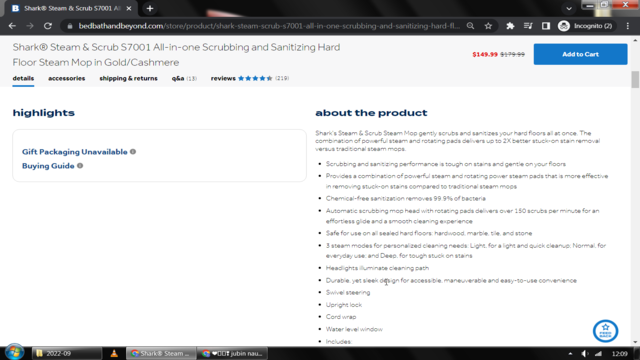 Shark® Steam & Scrub S7001 A
Incognito (2)
bedbathandbeyond.com/store/product/shark-steam-scrub-s7001-all-in-one-scrubbing-and-sanitizing-hard-fl...
Shark® Steam & Scrub S7001 All-in-one Scrubbing and Sanitizing Hard
Floor Steam Mop in Gold/Cashmere
$149.99 $179.99
Add to Cart
details accessories shipping & returns q&a (13) reviews (219)
highlights
Gift Packaging Unavailable
Buying Guide
about the product
Shark's Steam & Scrub Steam Mop gently scrubs and sanitizes your hard floors all at once. The
combination of powerful steam and rotating pads delivers up to 2X better stuck-on stain removal
versus traditional steam mops.
• Scrubbing and sanitizing performance is tough on stains and gentle on your floors
• Provides a combination of powerful steam and rotating power steam pads that is more effective
in removing stuck-on stains compared to traditional steam mops
• Chemical-free sanitization removes 99.9% of bacteria
• Automatic scrubbing mop head with rotating pads delivers over 150 scrubs per minute for an
effortless glide and a smooth cleaning experience
• Safe for use on all sealed hard floors: hardwood, marble, tile, and stone
• 3 steam modes for personalized cleaning needs: Light, for a light and quick cleanup; Normal, for
everyday use; and Deep, for tough stuck on stains
• Headlights illuminate cleaning path
• Durable, yet sleek design for accessible, maneuverable and easy-to-use convenience
• Swivel steering
• Upright lock
• Cord wrap
• Water level window
• Includes:
FEED
BACK
2022-09
Shark® Steam ...
jubin nau...
12:09